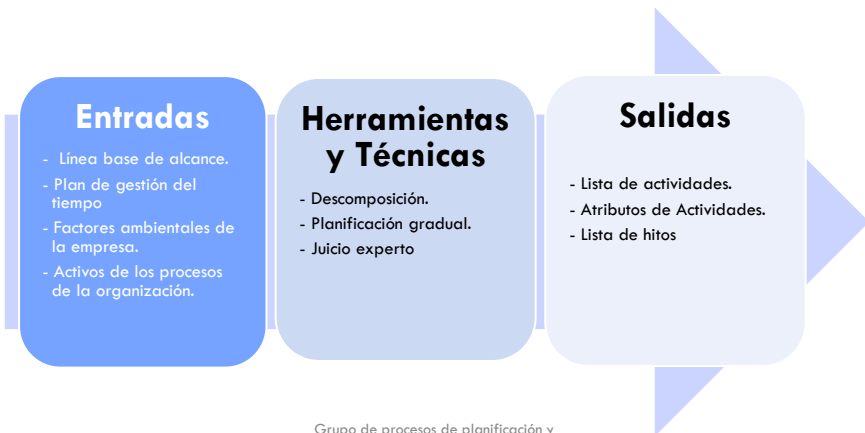 Entradas
- Línea base de alcance.
- Plan de gestión del
tiempo
- Factores ambientales de
la empresa.
- Activos de los procesos
de la organización.
Herramientas
y Técnicas
- Descomposición.
- Planificación gradual.
- Juicio experto
Salidas
- Lista de actividades.
- Atributos de Actividades.
- Lista de hitos
Grupo de procesos de planificación y